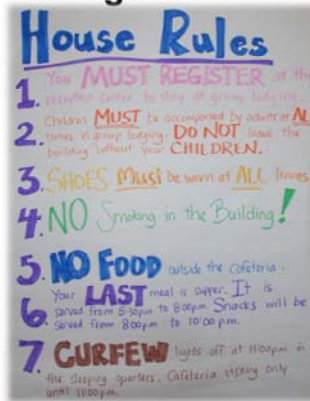 House Rules
1. You MUST REGISTER at the
reception centre to stay at group lodging.
2. Children MUST be accompanied by adults at AL
times in group lodging. DO NOT leave the
building without your CHILDREN.
3. SHOES Must be worn at ALL times
4. NO Smoking in the Building!
5. NO FOOD outside the Cafeteria.
6. Your LAST meal is supper. It is
served from 5:30pm to 8:00pm. Snacks will be
served from 8:00pm to 10:00 pm.
7. CURFEW lights off at 11:00pm in
the sleeping quarters. Cafeteria visiting only
until 11:00pm.